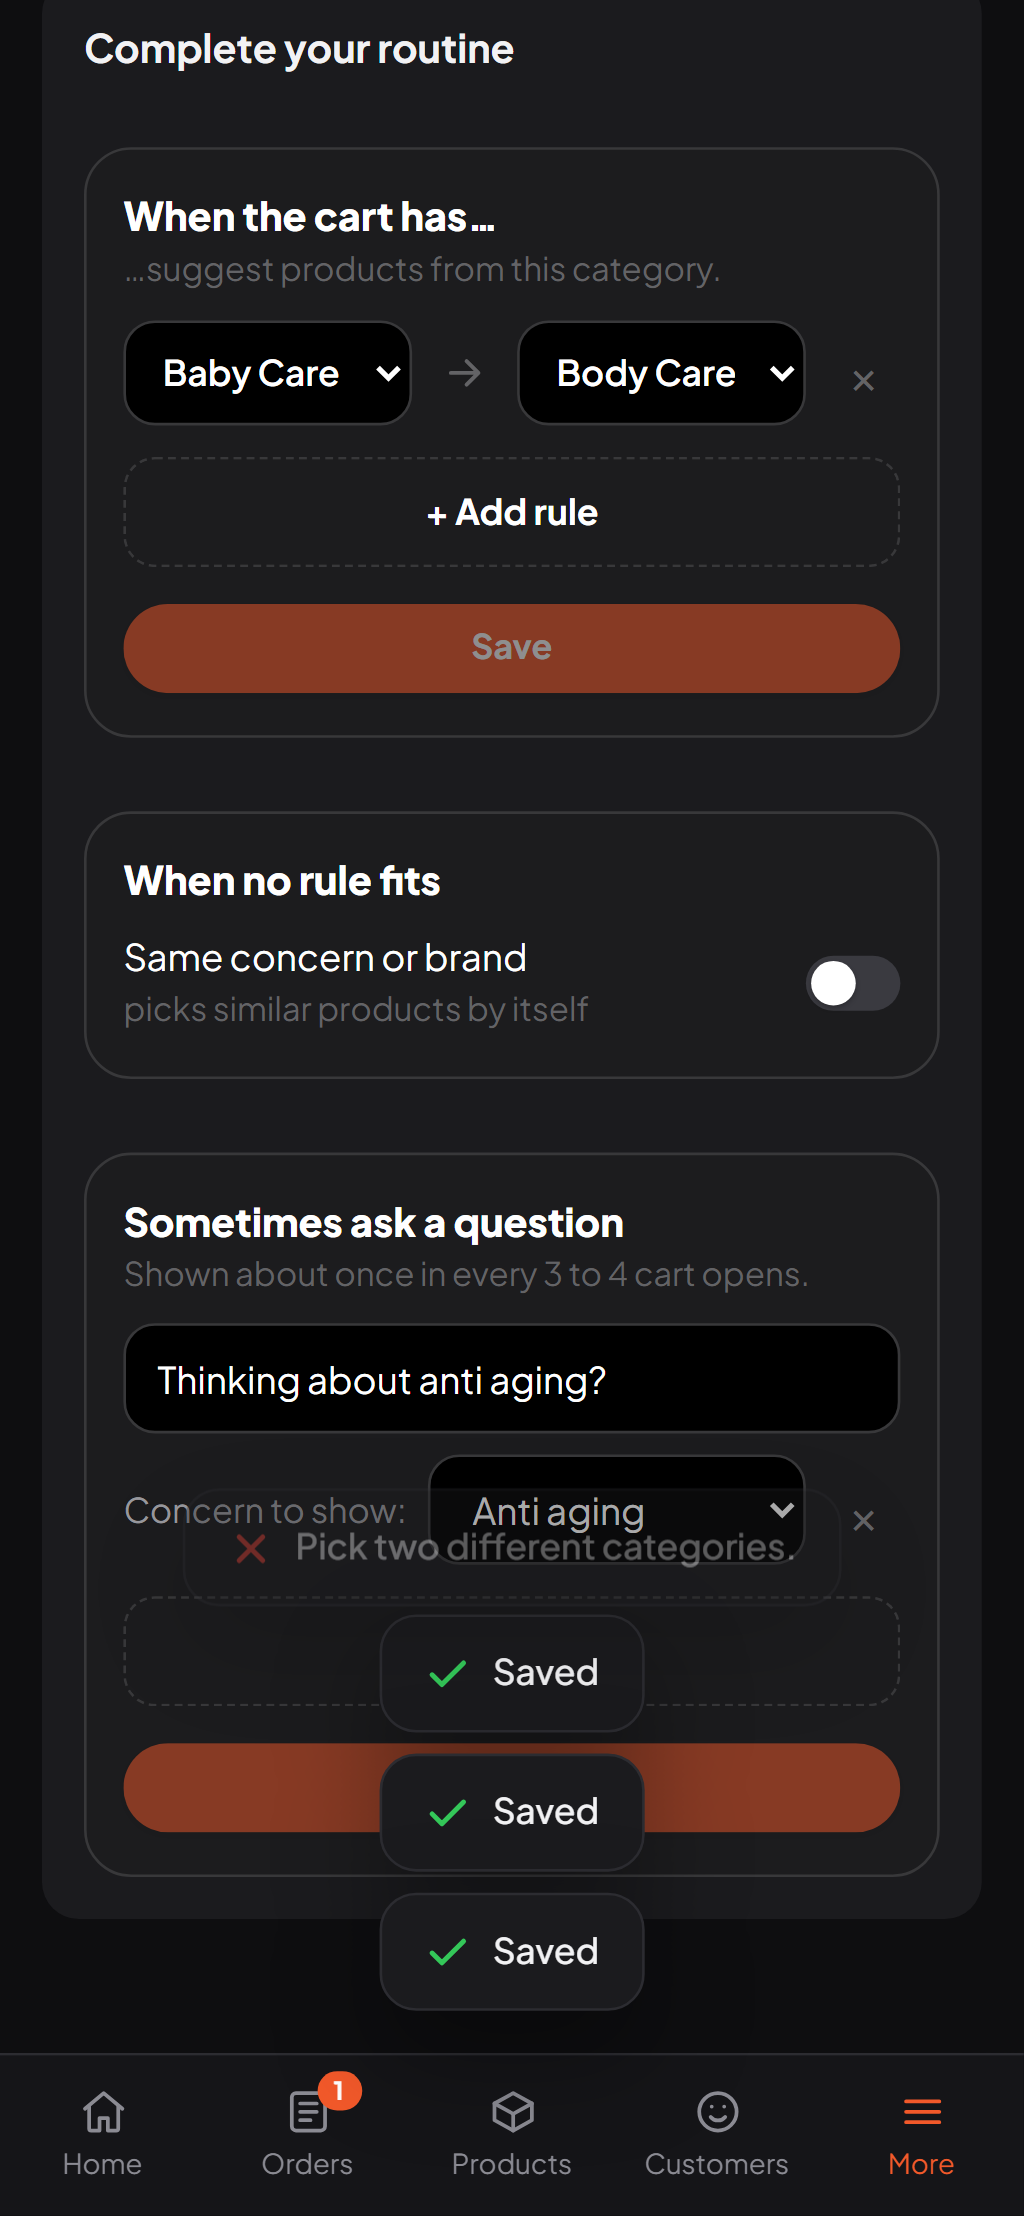 Complete your routine
When the cart has...
...suggest products from this category.
Baby Care → Body Care ×
+ Add rule
Save
When no rule fits
Same concern or brand
picks similar products by itself
Sometimes ask a question
Shown about once in every 3 to 4 cart opens.
Thinking about anti aging?
Concern to show: Anti aging ×
Pick two different categories.
Saved
Saved
Saved
1
Home Orders Products Customers More